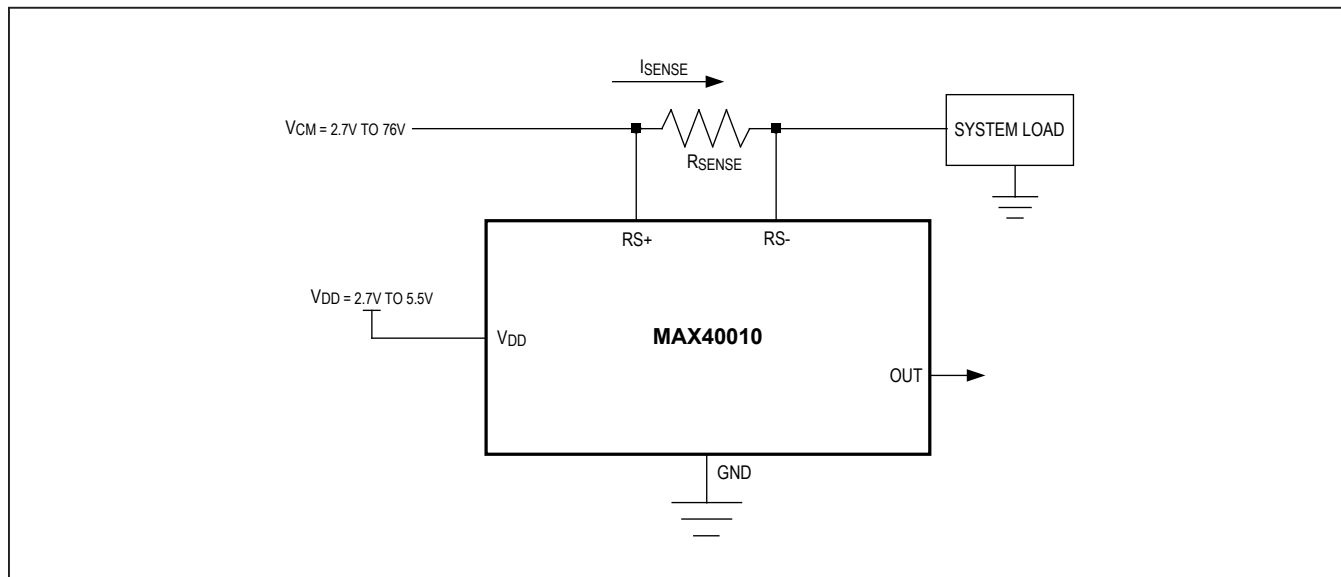 ISENSE
VCM = 2.7V TO 76V
RSENSE
SYSTEM LOAD
RS+
RS-
VDD = 2.7V TO 5.5V
VDD
MAX40010
OUT
GND